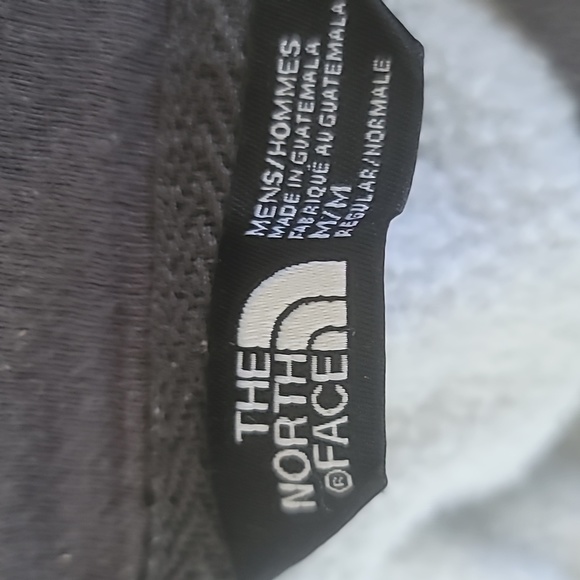 THE
NORTH
FACE®
MENS/HOMMES
MADE IN GUATEMALA
FABRIQUÉ AU GUATEMALA
M/M
REGULAR/NORMALE